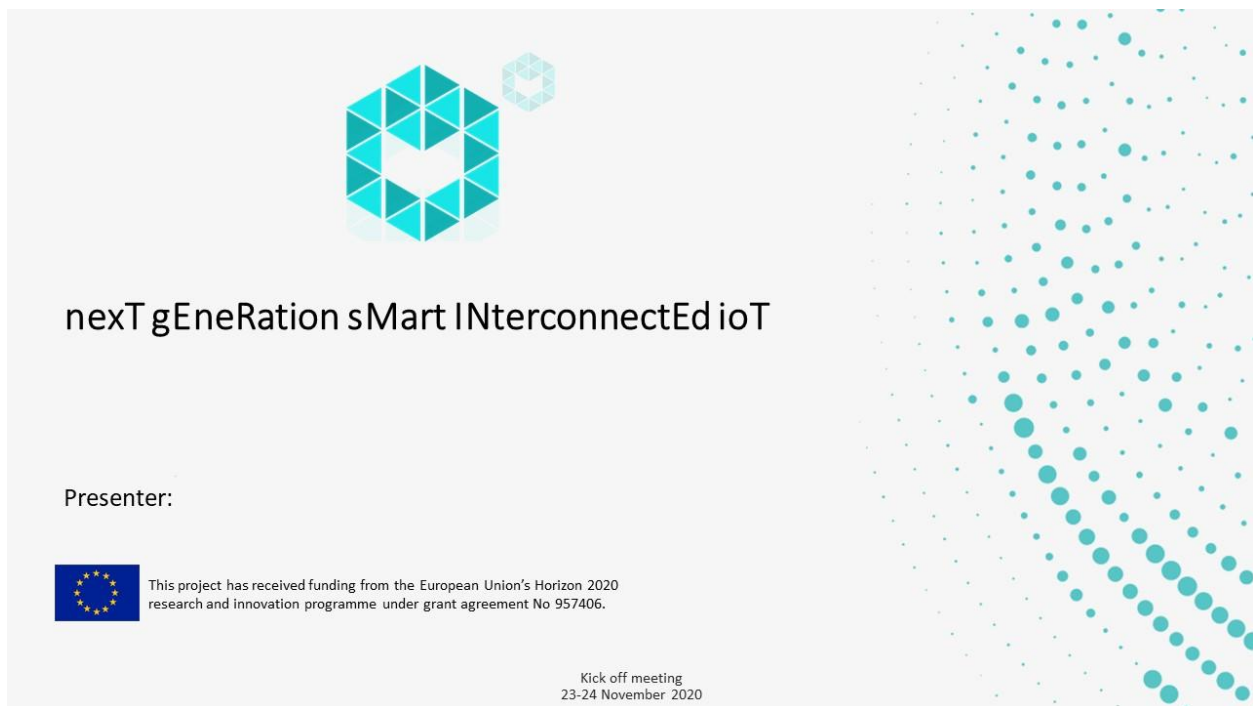 nexT gEneRation sMart INterconnectEd ioT
Presenter:
This project has received funding from the European Union’s Horizon 2020
research and innovation programme under grant agreement No 957406.
Kick off meeting
23-24 November 2020